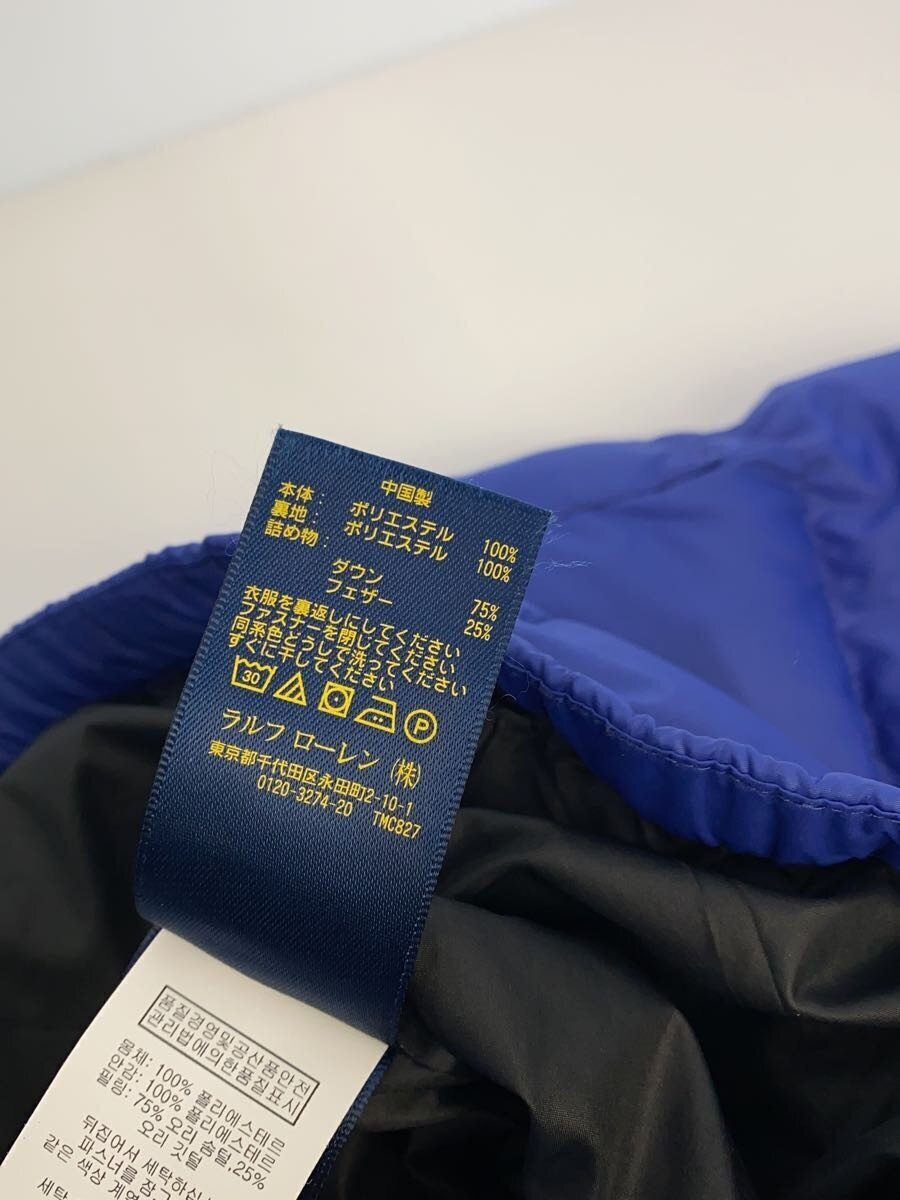 中国製
本体: ポリエステル 100%
裏地: ポリエステル 100%
詰め物:
ダウン 75%
フェザー 25%
衣服を裏返しにしてください
ファスナーを閉じてください
同系色どうしで洗ってください
すぐに干してください
30 P
ラルフ ローレン (株)
東京都千代田区永田町2-10-1
0120-3274-20 TMC827
품질경영및공산품안전
관리법에의한품질표시
몸체: 100% 폴리에스테르
안감: 100% 폴리에스테르
필링: 75% 오리 솜털,25%
오리 깃털
뒤집어서 세탁하십
파스너를 잠그
같은 색상 계열
세탁